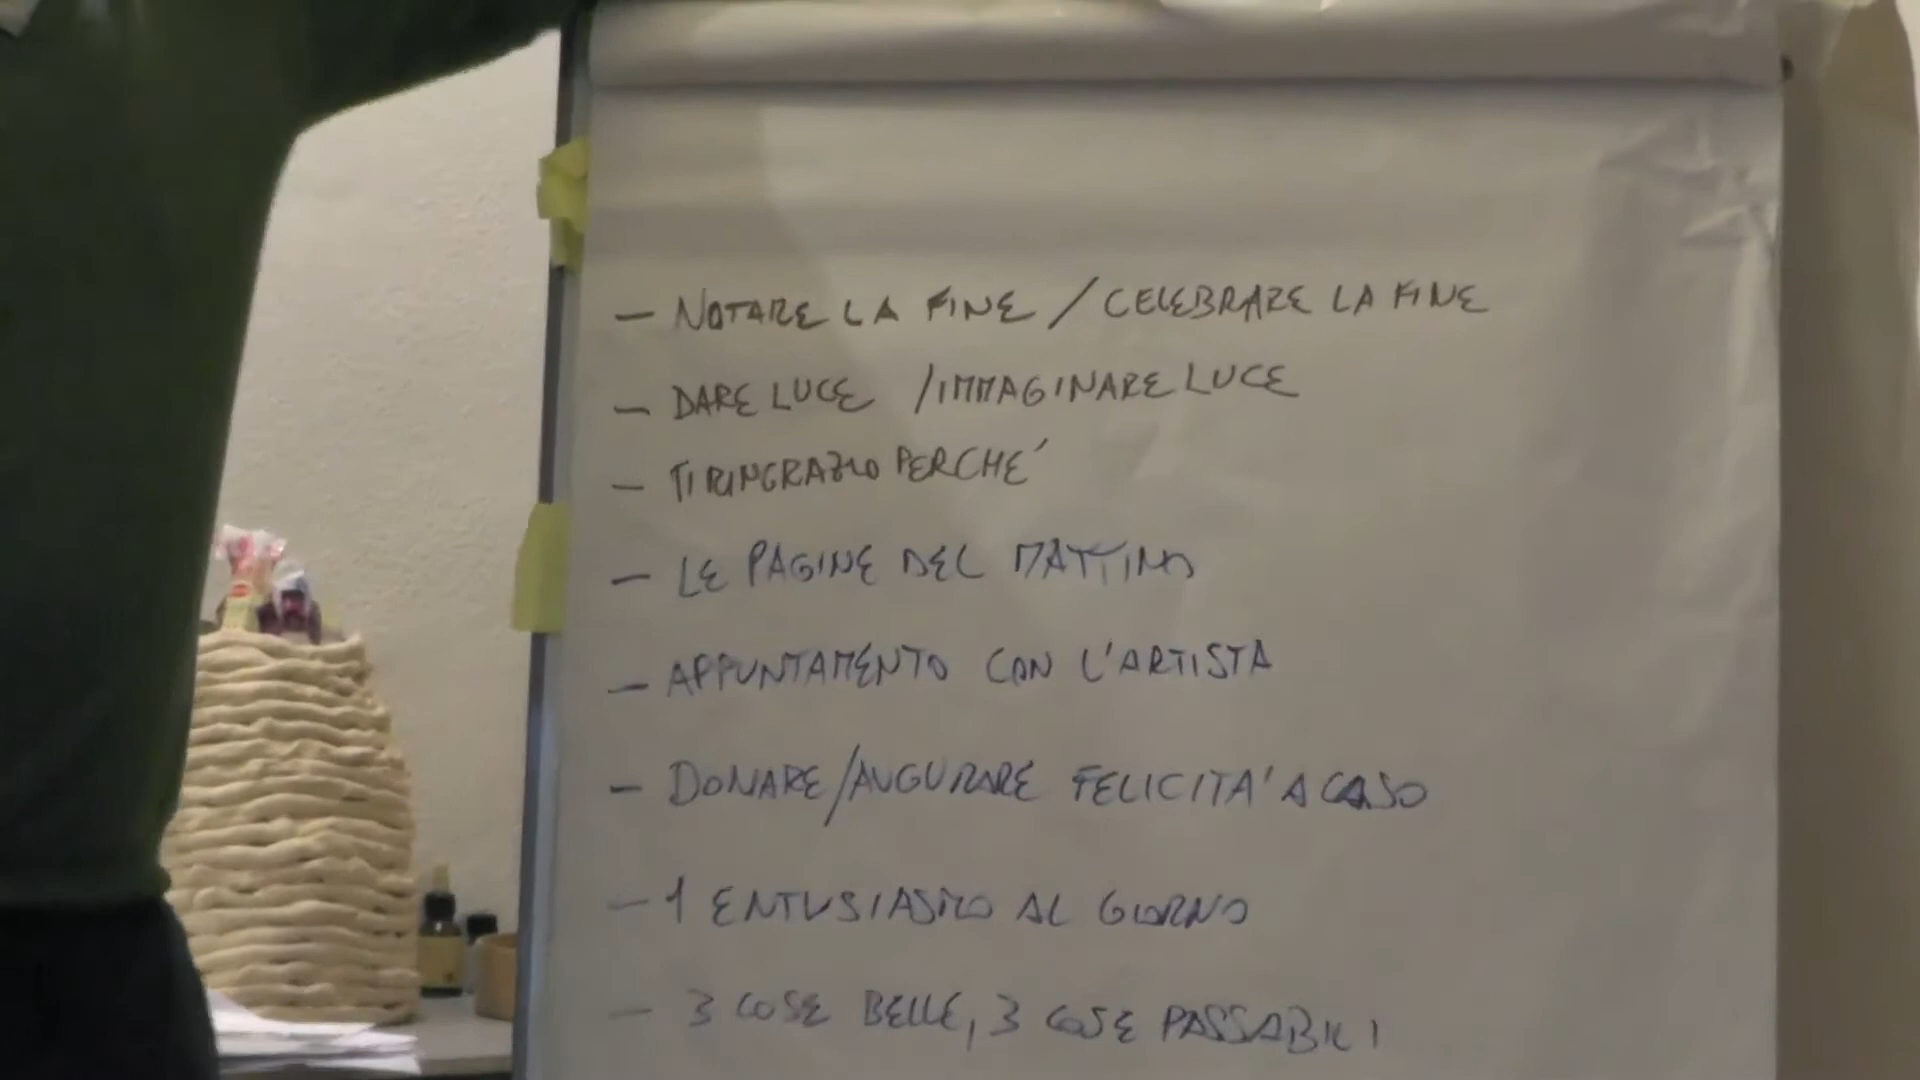 - NOTARE LA FINE / CELEBRARE LA FINE
- DARE LUCE / IMMAGINARE LUCE
- TI RINGRAZIO PERCHE'
- LE PAGINE DEL MATTINO
- APPUNTAMENTO CON L'ARTISTA
- DONARE/AUGURARE FELICITA' A CASO
- 1 ENTUSIASMO AL GIORNO
- 3 COSE BELLE, 3 COSE PASSABILI